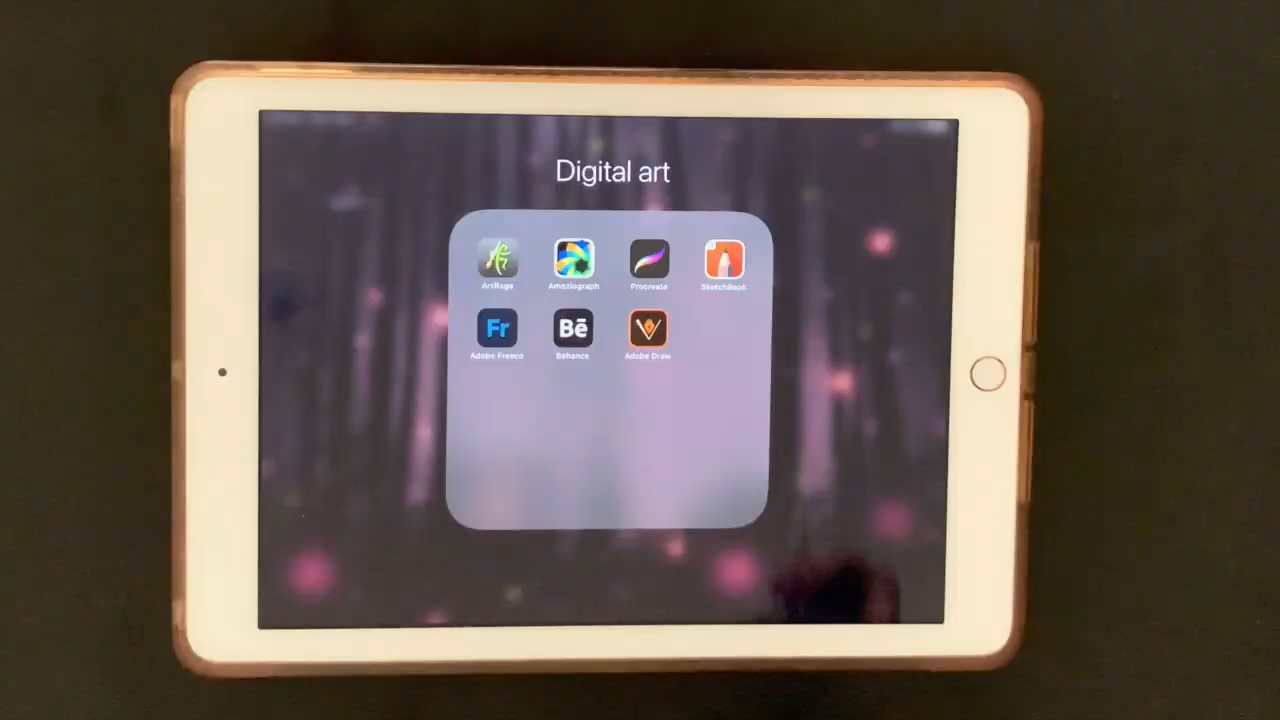 Digital art
ArtRage Amaziograph Procreate SketchBook
Fr Bē
Adobe Fresco Behance Adobe Draw